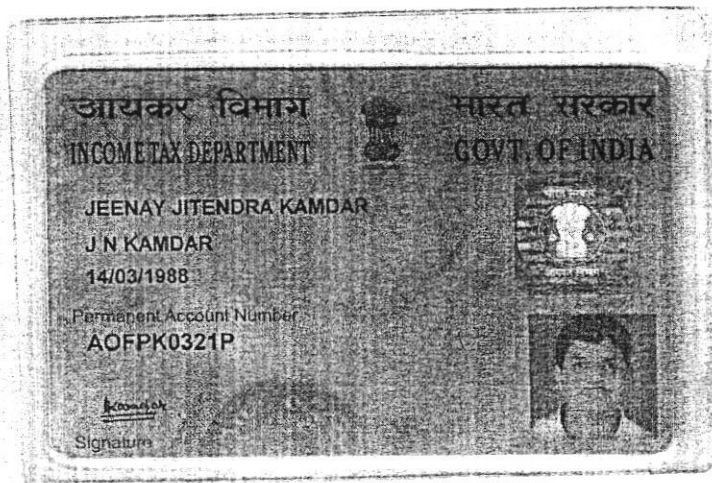 आयकर विभाग
भारत सरकार
INCOME TAX DEPARTMENT
GOVT. OF INDIA
JEENAY JITENDRA KAMDAR
J N KAMDAR
14/03/1988
Permanent Account Number
AOFPK0321P
Kamdar
Signature